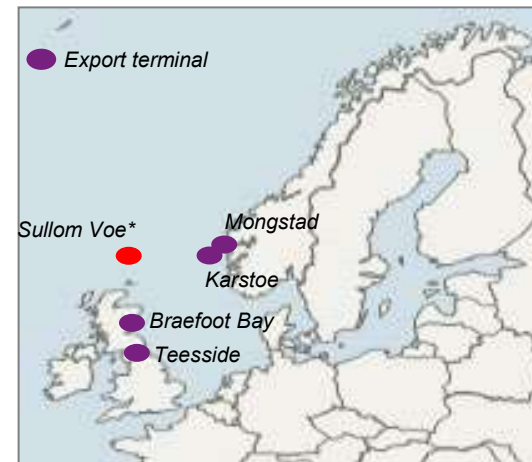 Export terminal
Mongstad
Sullom Voe*
Karstoe
Braefoot Bay
Teesside